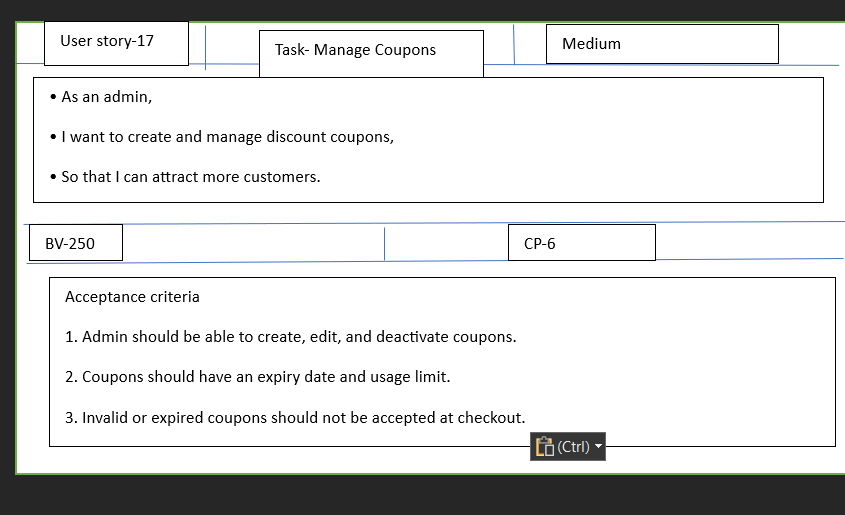 User story-17
Task- Manage Coupons
Medium
• As an admin,
• I want to create and manage discount coupons,
• So that I can attract more customers.
BV-250
CP-6
Acceptance criteria
1. Admin should be able to create, edit, and deactivate coupons.
2. Coupons should have an expiry date and usage limit.
3. Invalid or expired coupons should not be accepted at checkout.
(Ctrl)